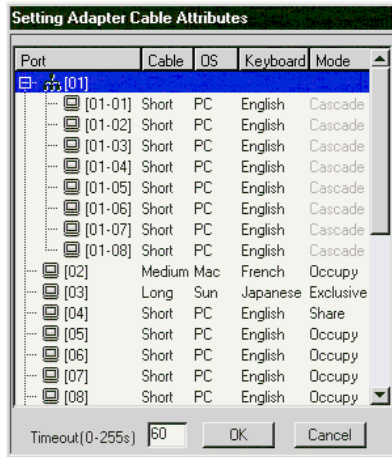 Setting Adapter Cable Attributes
Port Cable OS Keyboard Mode
[01]
[01-01] Short PC English Cascade
[01-02] Short PC English Cascade
[01-03] Short PC English Cascade
[01-04] Short PC English Cascade
[01-05] Short PC English Cascade
[01-06] Short PC English Cascade
[01-07] Short PC English Cascade
[01-08] Short PC English Cascade
[02] Medium Mac French Occupy
[03] Long Sun Japanese Exclusive
[04] Short PC English Share
[05] Short PC English Occupy
[06] Short PC English Occupy
[07] Short PC English Occupy
[08] Short PC English Occupy
Timeout(0-255s) 60 OK Cancel